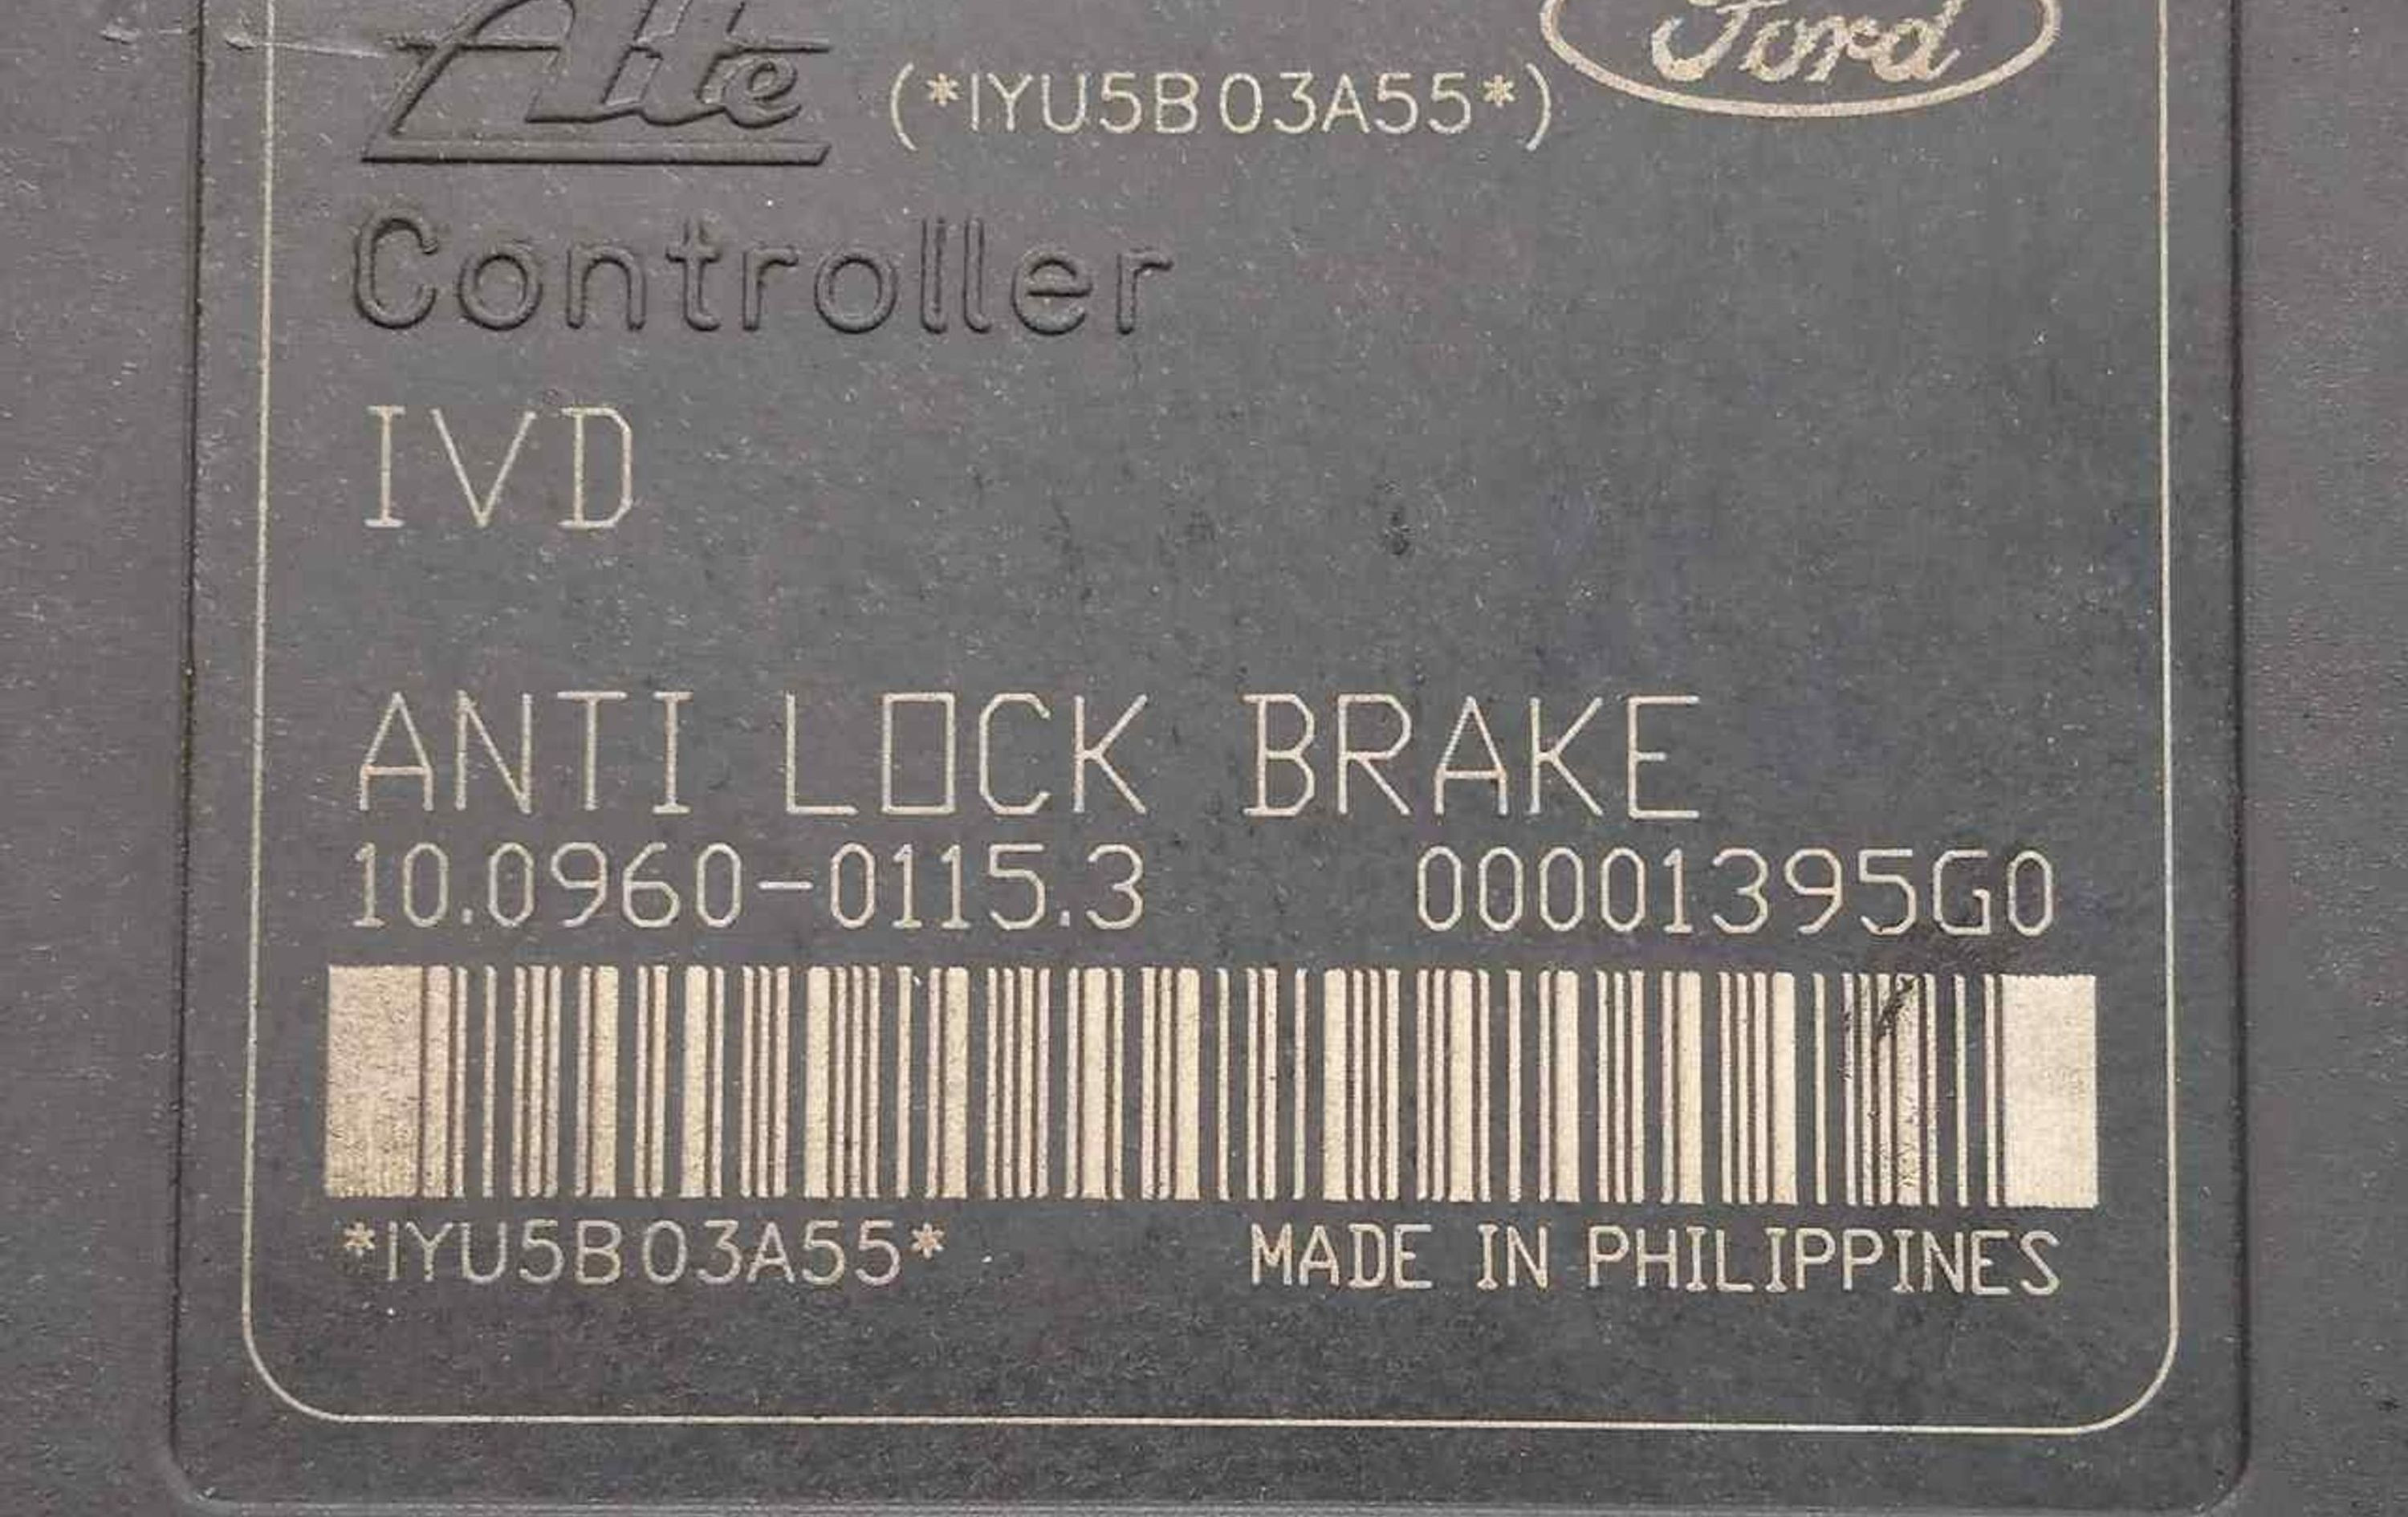 Ate (*IYU5B03A55*) Ford
Controller
IVD
ANTI LOCK BRAKE
10.0960-0115.3 00001395G0
*IYU5B03A55* MADE IN PHILIPPINES